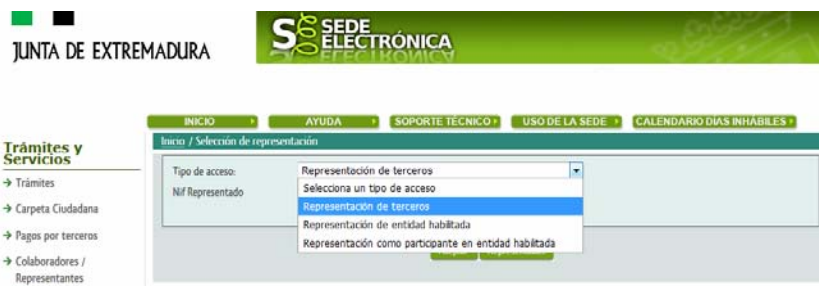 JUNTA DE EXTREMADURA
SEDE
ELECTRÓNICA
INICIO
AYUDA
SOPORTE TÉCNICO
USO DE LA SEDE
CALENDARIO DÍAS INHÁBILES
Trámites y
Servicios
Trámites
Carpeta Ciudadana
Pagos por terceros
Colaboradores /
Representantes
Inicio / Selección de representación
Tipo de acceso:
Representación de terceros
Nif Representado
Selecciona un tipo de acceso
Representación de terceros
Representación de entidad habilitada
Representación como participante en entidad habilitada